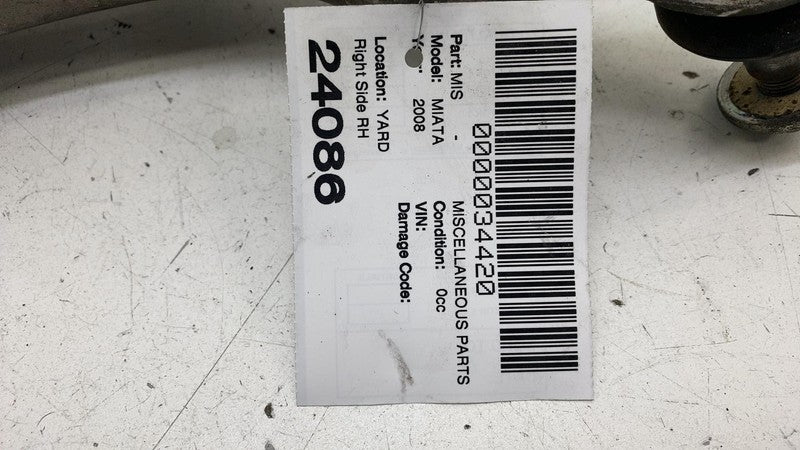 0000034420
Part: MIS - MISCELLANEOUS PARTS
Model: MIATA Condition: 0cc
Year: 2008 VIN:
Damage Code:
Location: YARD
Right Side RH
24086